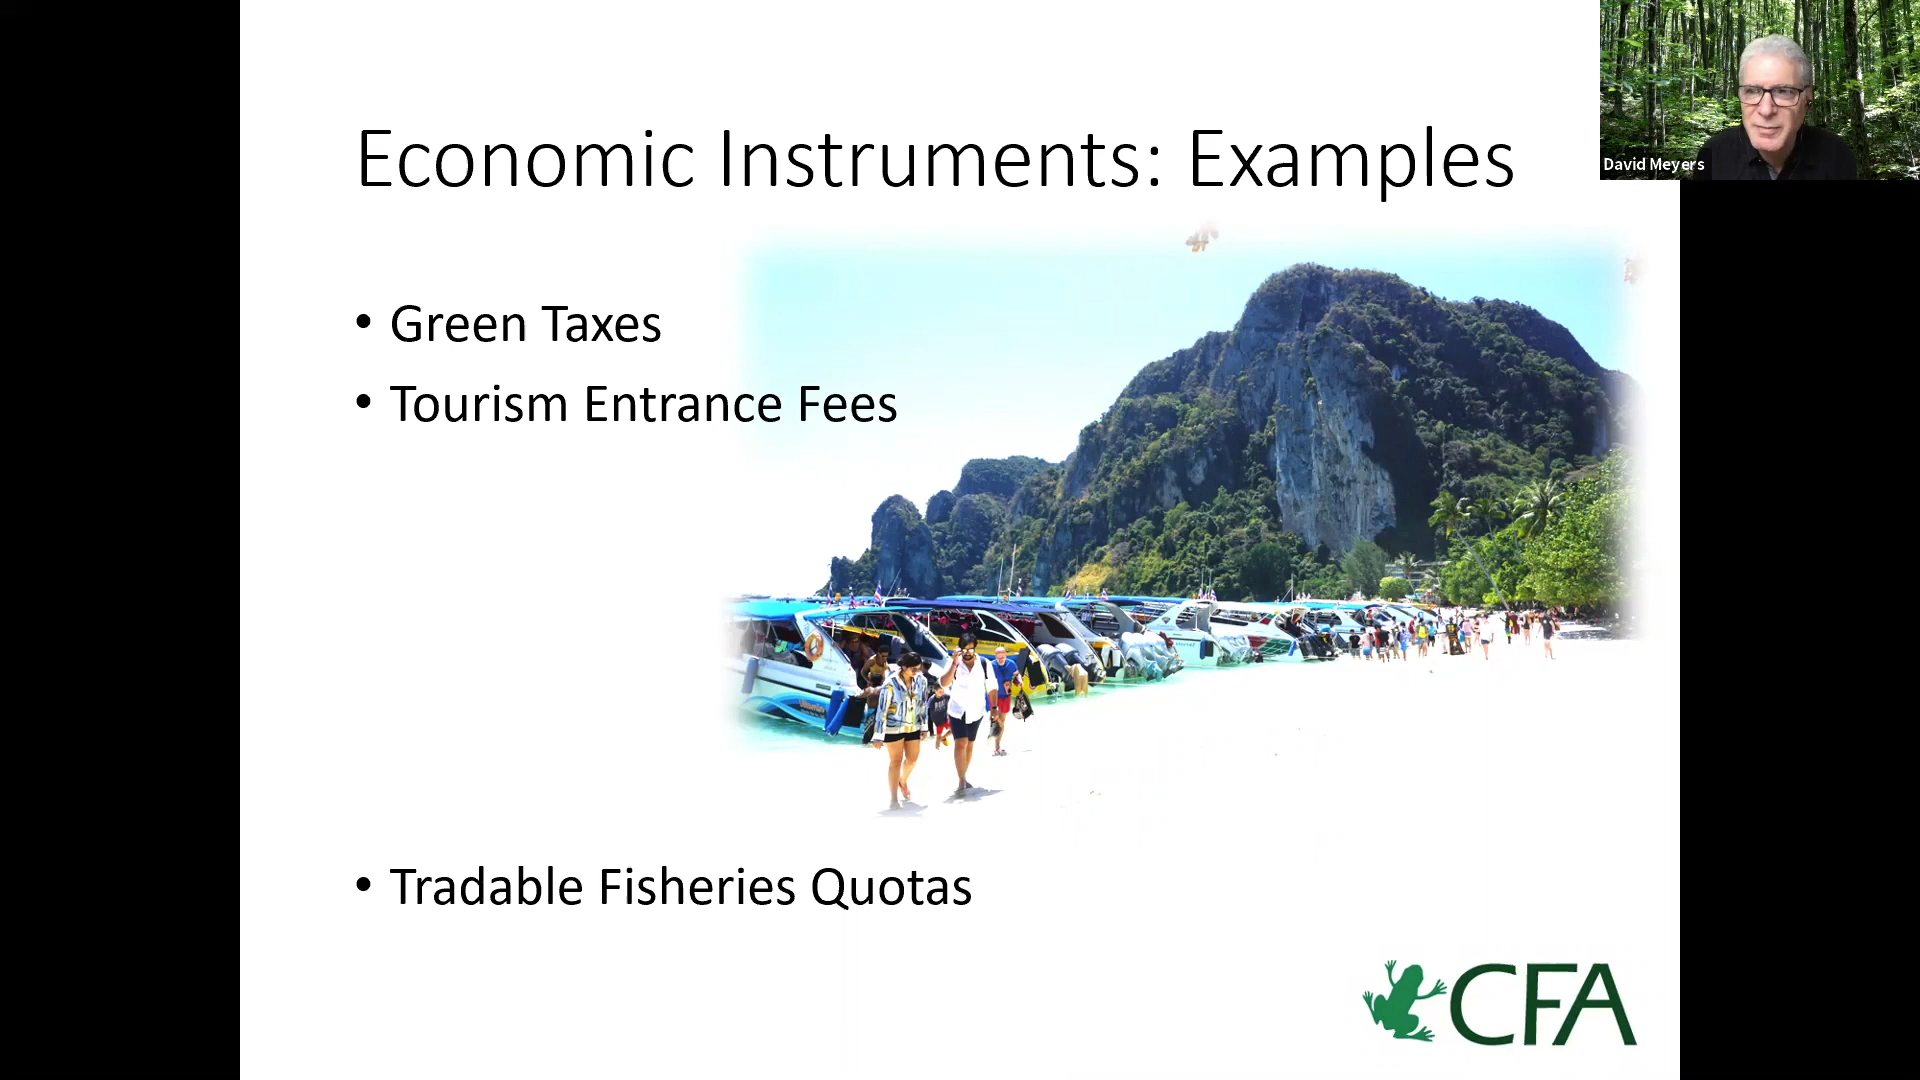 Economic Instruments: Examples
David Meyers
• Green Taxes
• Tourism Entrance Fees
• Tradable Fisheries Quotas
CFA